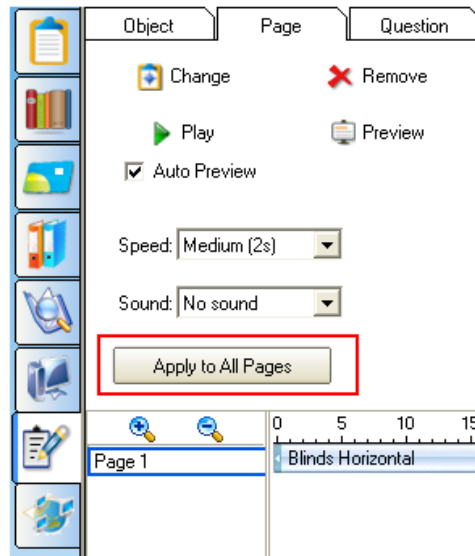 Object Page Question
Change Remove
Play Preview
Auto Preview
Speed: Medium (2s)
Sound: No sound
Apply to All Pages
0 5 10 15
Page 1 Blinds Horizontal